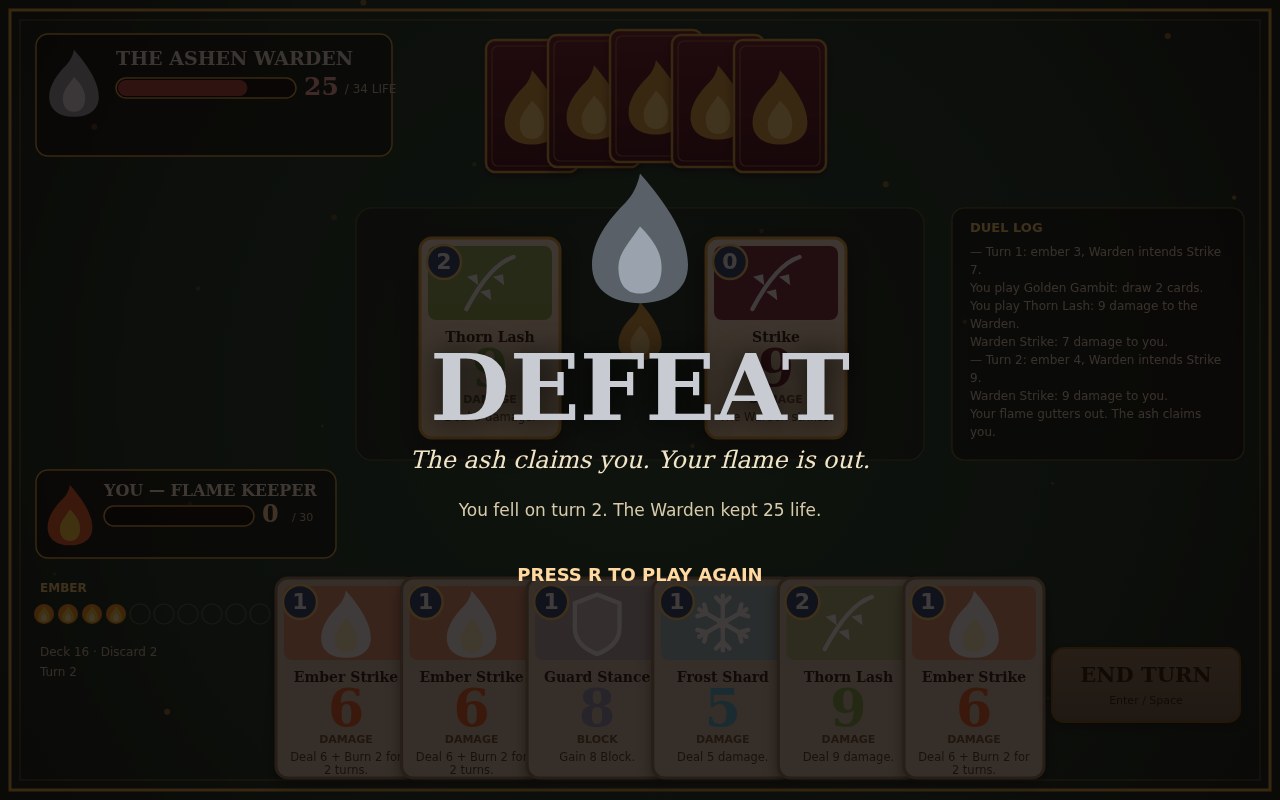 THE ASHEN WARDEN
25 / 34 LIFE
DUEL LOG
— Turn 1: ember 3, Warden intends Strike
7.
You play Golden Gambit: draw 2 cards.
You play Thorn Lash: 9 damage to the
Warden.
Warden Strike: 7 damage to you.
— Turn 2: ember 4, Warden intends Strike
9.
Warden Strike: 9 damage to you.
Your flame gutters out. The ash claims
you.
2
Thorn Lash
9
0
Strike
9
DEFEAT
The ash claims you. Your flame is out.
You fell on turn 2. The Warden kept 25 life.
PRESS R TO PLAY AGAIN
YOU — FLAME KEEPER
0 / 30
EMBER
Deck 16 · Discard 2
Turn 2
1
Ember Strike
6
DAMAGE
Deal 6 + Burn 2 for
2 turns.
1
Ember Strike
6
DAMAGE
Deal 6 + Burn 2 for
2 turns.
1
Guard Stance
8
BLOCK
Gain 8 Block.
1
Frost Shard
5
DAMAGE
Deal 5 damage.
2
Thorn Lash
9
DAMAGE
Deal 9 damage.
1
Ember Strike
6
DAMAGE
Deal 6 + Burn 2 for
2 turns.
END TURN
Enter / Space